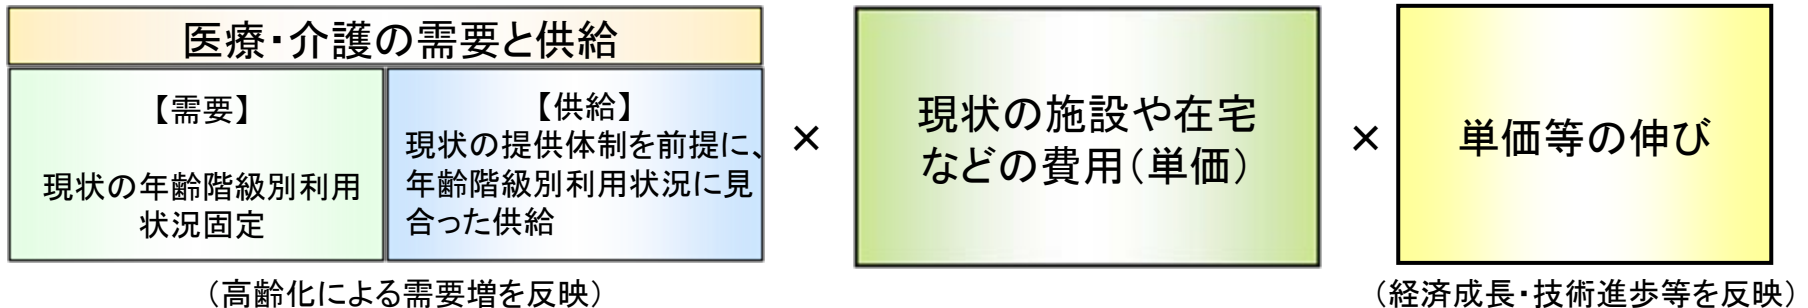 医療・介護の需要と供給
【需要】
現状の年齢階級別利用
状況固定
【供給】
現状の提供体制を前提に、
年齢階級別利用状況に見
合った供給
(高齢化による需要増を反映)
×
現状の施設や在宅
などの費用(単価)
×
単価等の伸び
(経済成長・技術進歩等を反映)